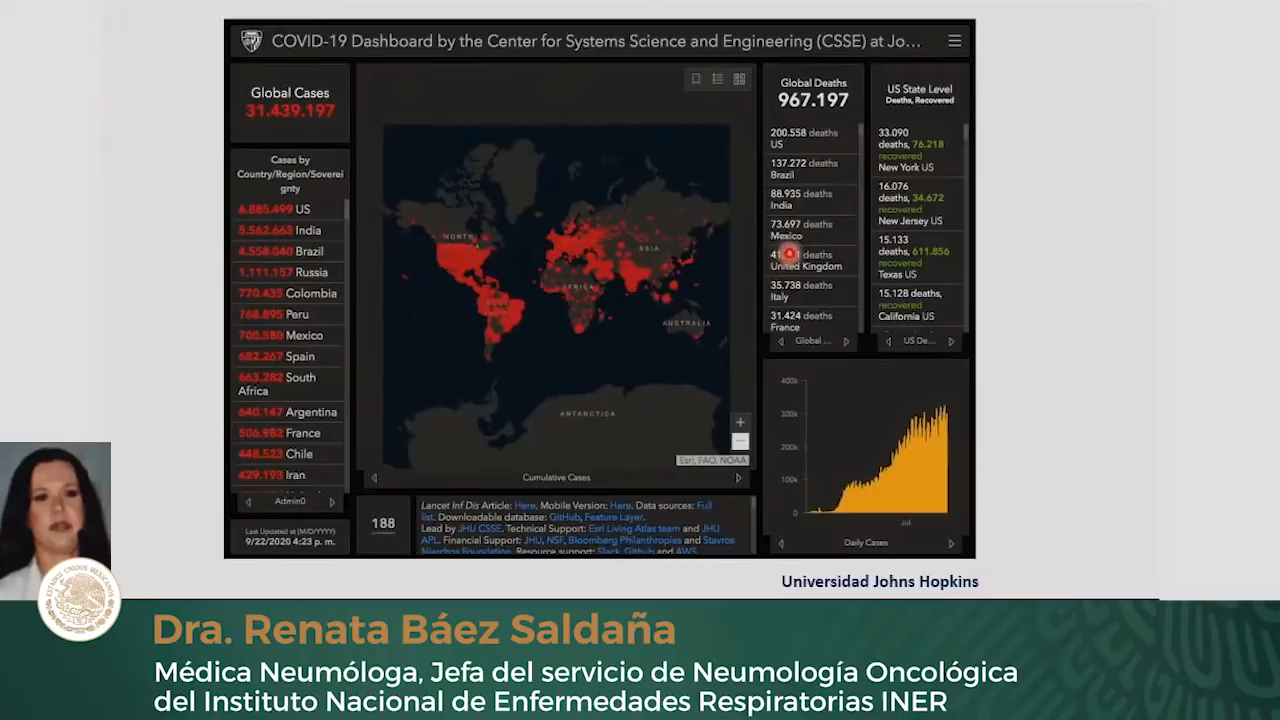 COVID-19 Dashboard by the Center for Systems Science and Engineering (CSSE) at Jo...
Global Cases
31.439.197
Cases by
Country/Region/Soverei
gnty
6.885.499 US
5.562.663 India
4.558.040 Brazil
1.111.157 Russia
770.435 Colombia
768.895 Peru
700.580 Mexico
682.267 Spain
663.282 South
Africa
640.147 Argentina
506.982 France
448.523 Chile
429.193 Iran
Admin0
Last Updated at (M/D/YYYY)
9/22/2020 4:23 p. m.
NORTH
ASIA
AFRICA
AUSTRALIA
ANTARCTICA
+
Esri, FAO, NOAA
Cumulative Cases
188
Lancet Inf Dis Article: Here. Mobile Version: Here. Data sources: Full
list. Downloadable database: GitHub, Feature Layer.
Lead by JHU CSSE. Technical Support: Esri Living Atlas team and JHU
APL. Financial Support: JHU, NSF, Bloomberg Philanthropies and Stavros
Niarchos Foundation. Resource support: Slack, Github and AWS.
Global Deaths
967.197
200.558 deaths
US
137.272 deaths
Brazil
88.935 deaths
India
73.697 deaths
Mexico
deaths
United Kingdom
35.738 deaths
Italy
31.424 deaths
France
Global ...
US State Level
Deaths, Recovered
33.090
deaths, 76.218
recovered
New York US
16.076
deaths, 34.672
recovered
New Jersey US
15.133
deaths, 611.856
recovered
Texas US
15.128 deaths,
recovered
California US
US De...
400k
300k
200k
100k
0
Jul
Daily Cases
Universidad Johns Hopkins
ESTADOS UNIDOS MEXICANOS
Dra. Renata Báez Saldaña
Médica Neumóloga, Jefa del servicio de Neumología Oncológica
del Instituto Nacional de Enfermedades Respiratorias INER